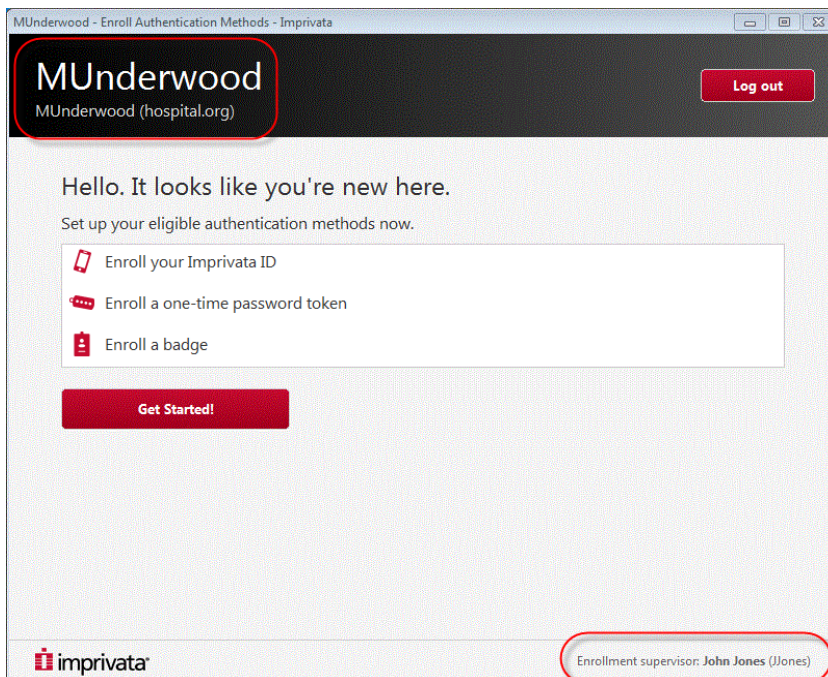 MUnderwood - Enroll Authentication Methods - Imprivata
MUnderwood
MUnderwood (hospital.org)
Log out
Hello. It looks like you're new here.
Set up your eligible authentication methods now.
Enroll your Imprivata ID
Enroll a one-time password token
Enroll a badge
Get Started!
imprivata®
Enrollment supervisor: John Jones (JJones)